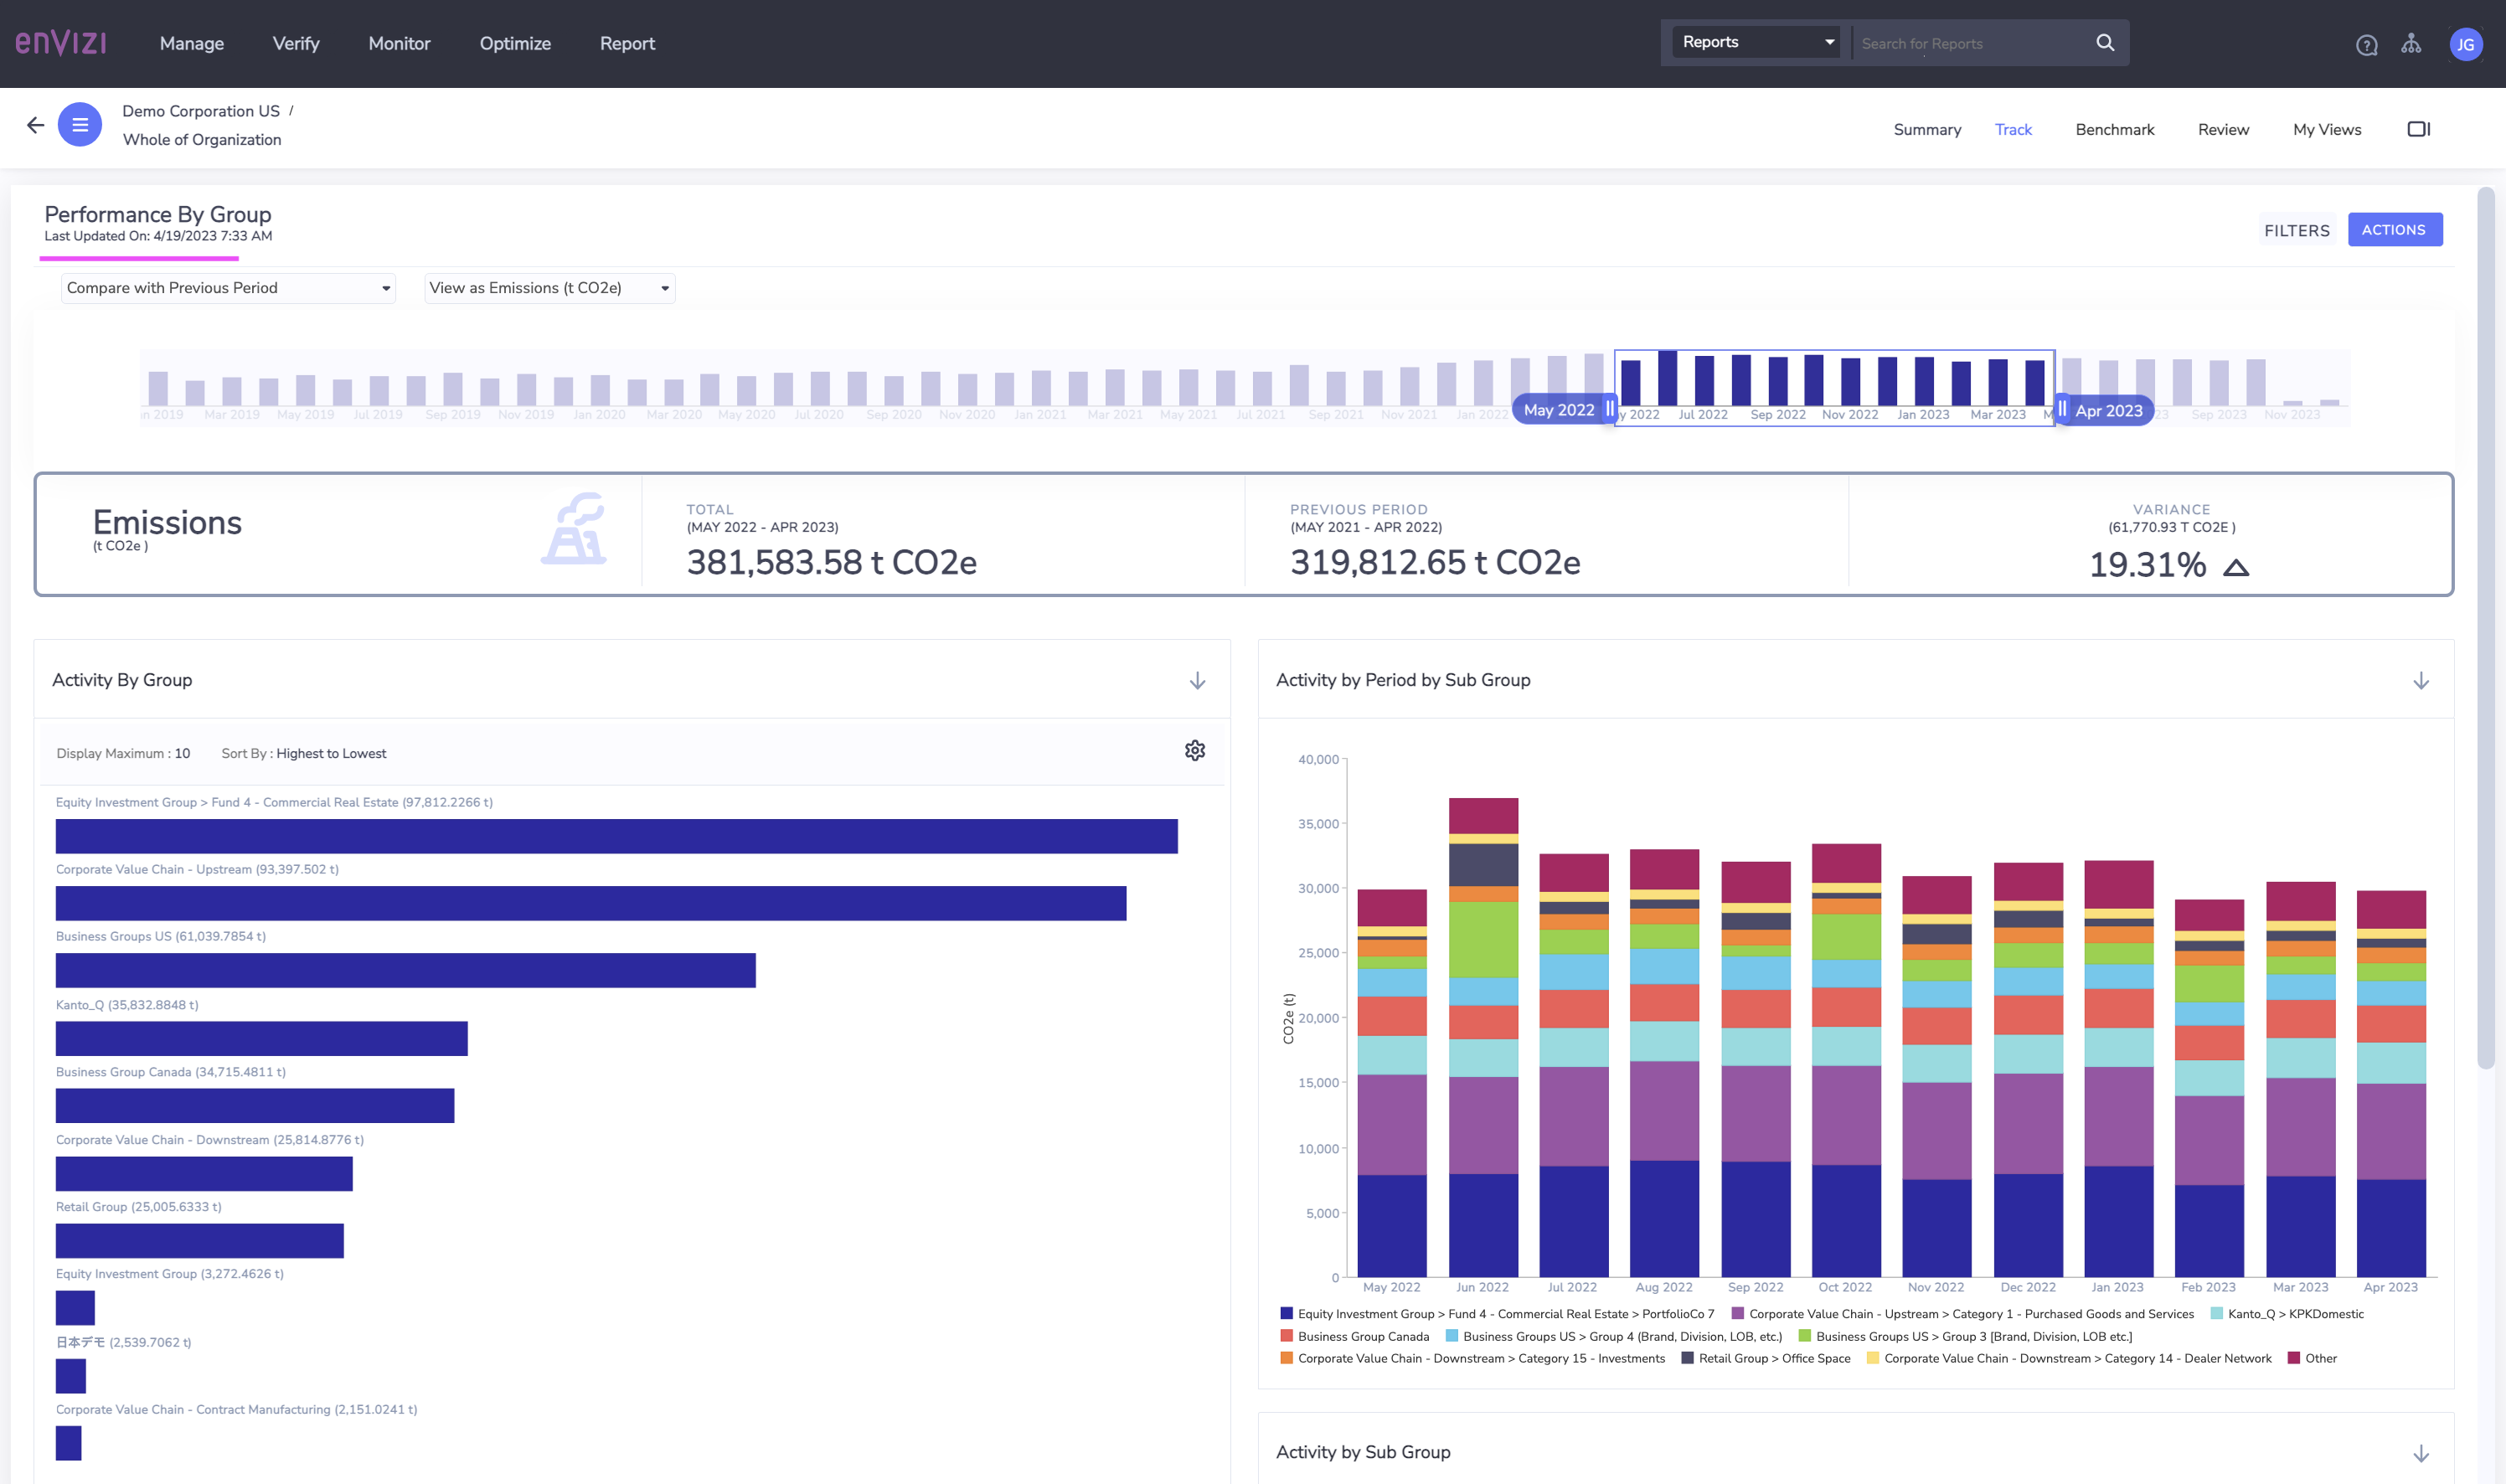 enVIZI
Manage Verify Monitor Optimize Report
Reports Search for Reports
JG
Demo Corporation US /
Whole of Organization
Summary Track Benchmark Review My Views
Performance By Group
Last Updated On: 4/19/2023 7:33 AM
FILTERS ACTIONS
Compare with Previous Period View as Emissions (t CO2e)
n 2019 Mar 2019 May 2019 Jul 2019 Sep 2019 Nov 2019 Jan 2020 Mar 2020 May 2020 Jul 2020 Sep 2020 Nov 2020 Jan 2021 Mar 2021 May 2021 Jul 2021 Sep 2021 Nov 2021 Jan 2022 May 2022 y 2022 Jul 2022 Sep 2022 Nov 2022 Jan 2023 Mar 2023 M Apr 2023 23 Sep 2023 Nov 2023
Emissions
(t CO2e )
TOTAL
(MAY 2022 - APR 2023)
381,583.58 t CO2e
PREVIOUS PERIOD
(MAY 2021 - APR 2022)
319,812.65 t CO2e
VARIANCE
(61,770.93 T CO2E )
19.31%
Activity By Group
Display Maximum : 10 Sort By : Highest to Lowest
Equity Investment Group > Fund 4 - Commercial Real Estate (97,812.2266 t)
Corporate Value Chain - Upstream (93,397.502 t)
Business Groups US (61,039.7854 t)
Kanto_Q (35,832.8848 t)
Business Group Canada (34,715.4811 t)
Corporate Value Chain - Downstream (25,814.8776 t)
Retail Group (25,005.6333 t)
Equity Investment Group (3,272.4626 t)
日本デモ (2,539.7062 t)
Corporate Value Chain - Contract Manufacturing (2,151.0241 t)
Activity by Period by Sub Group
CO2e (t)
40,000
35,000
30,000
25,000
20,000
15,000
10,000
5,000
0
May 2022 Jun 2022 Jul 2022 Aug 2022 Sep 2022 Oct 2022 Nov 2022 Dec 2022 Jan 2023 Feb 2023 Mar 2023 Apr 2023
Equity Investment Group > Fund 4 - Commercial Real Estate > PortfolioCo 7 Corporate Value Chain - Upstream > Category 1 - Purchased Goods and Services Kanto_Q > KPKDomestic
Business Group Canada Business Groups US > Group 4 (Brand, Division, LOB, etc.) Business Groups US > Group 3 [Brand, Division, LOB etc.]
Corporate Value Chain - Downstream > Category 15 - Investments Retail Group > Office Space Corporate Value Chain - Downstream > Category 14 - Dealer Network Other
Activity by Sub Group